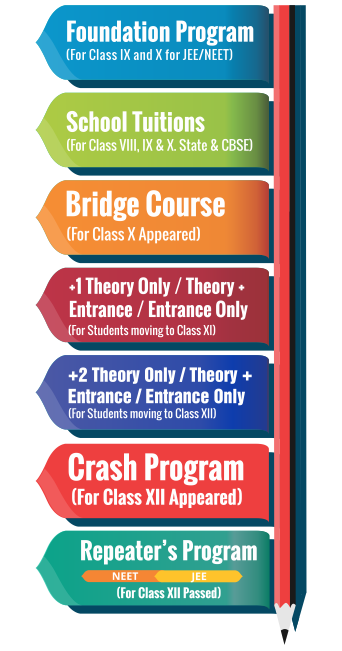 Foundation Program
(For Class IX and X for JEE/NEET)
School Tuitions
(For Class VIII, IX & X. State & CBSE)
Bridge Course
(For Class X Appeared)
+1 Theory Only / Theory +
Entrance / Entrance Only
(For Students moving to Class XI)
+2 Theory Only / Theory +
Entrance / Entrance Only
(For Students moving to Class XII)
Crash Program
(For Class XII Appeared)
Repeater's Program
NEET JEE
(For Class XII Passed)